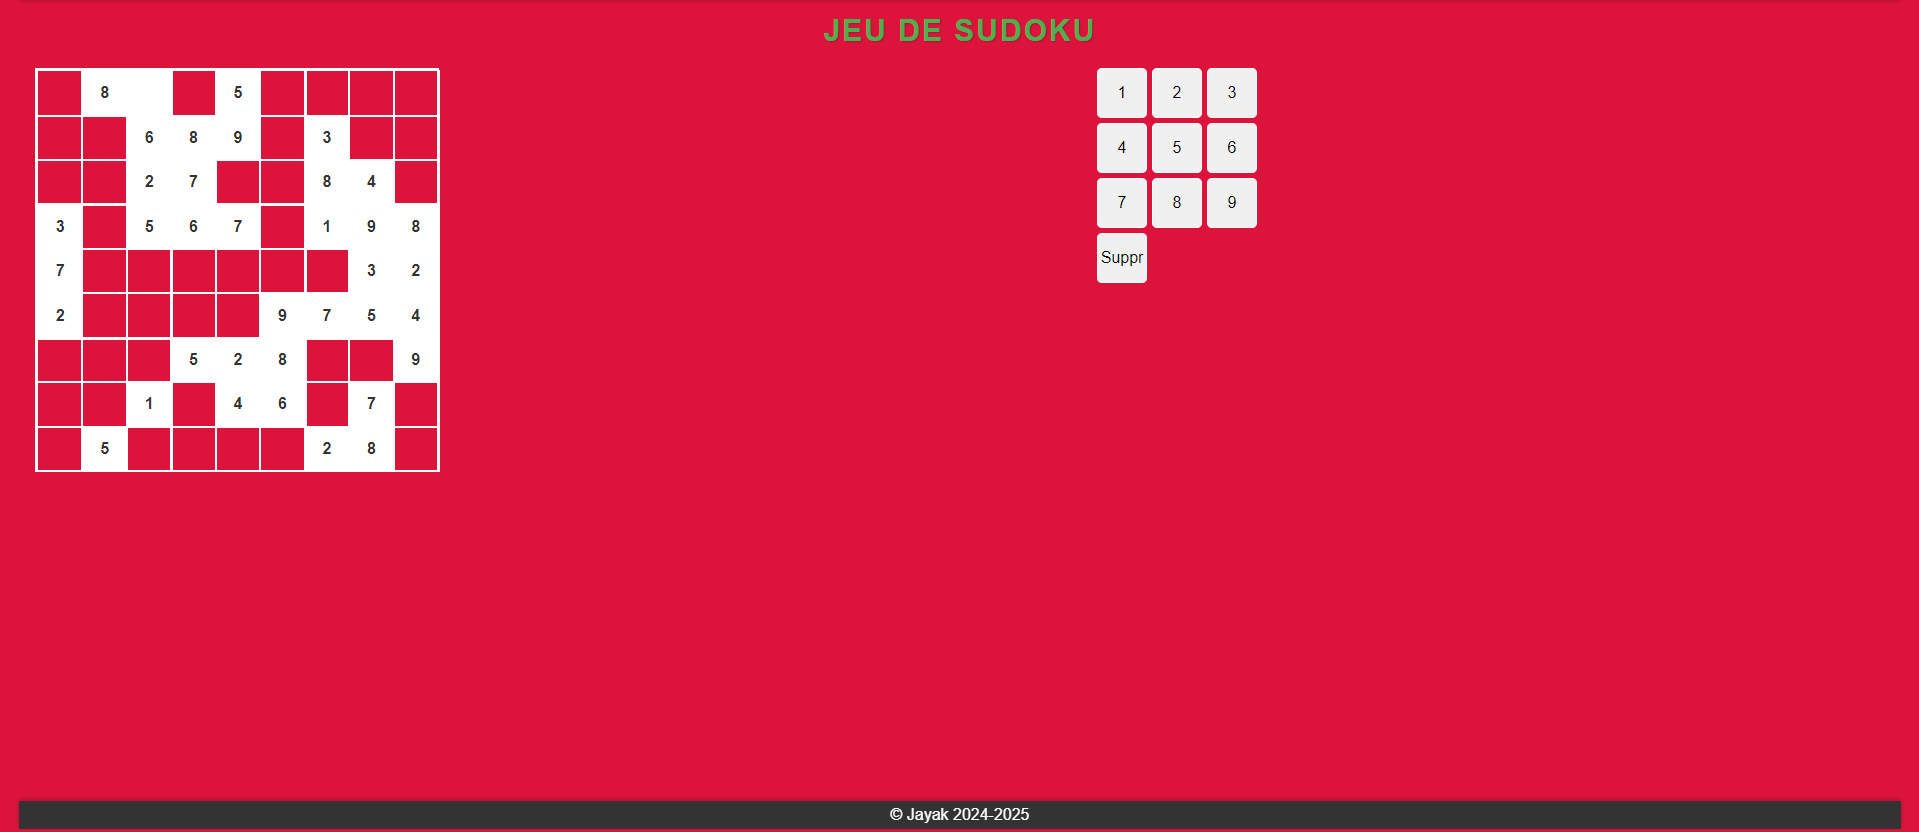 JEU DE SUDOKU
8 5
6 8 9 3
2 7 8 4
3 5 6 7 1 9 8
7 3 2
2 9 7 5 4
5 2 8 9
1 4 6 7
5 2 8
1 2 3
4 5 6
7 8 9
Suppr
© Jayak 2024-2025